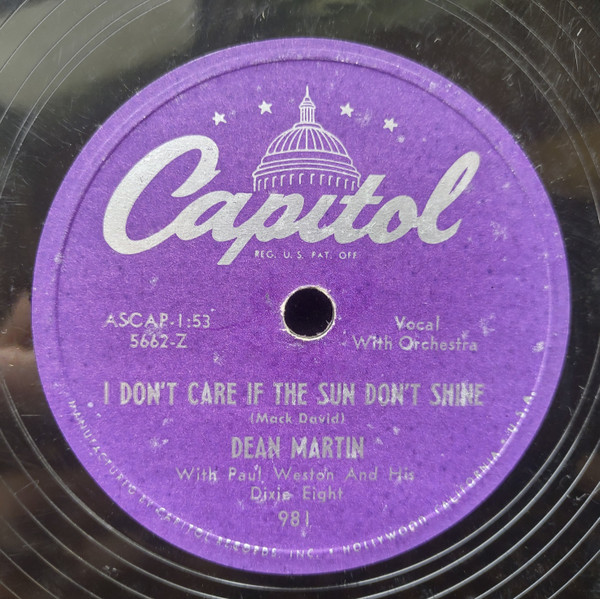 Capitol
REG. U.S. PAT. OFF
ASCAP-1:53
5662-Z
Vocal
With Orchestra
I DON'T CARE IF THE SUN DON'T SHINE
(Mack David)
DEAN MARTIN
With Paul Weston And His
Dixie Eight
981
MANUFACTURED BY CAPITOL RECORDS, INC. • HOLLYWOOD, CALIFORNIA • U.S.A.